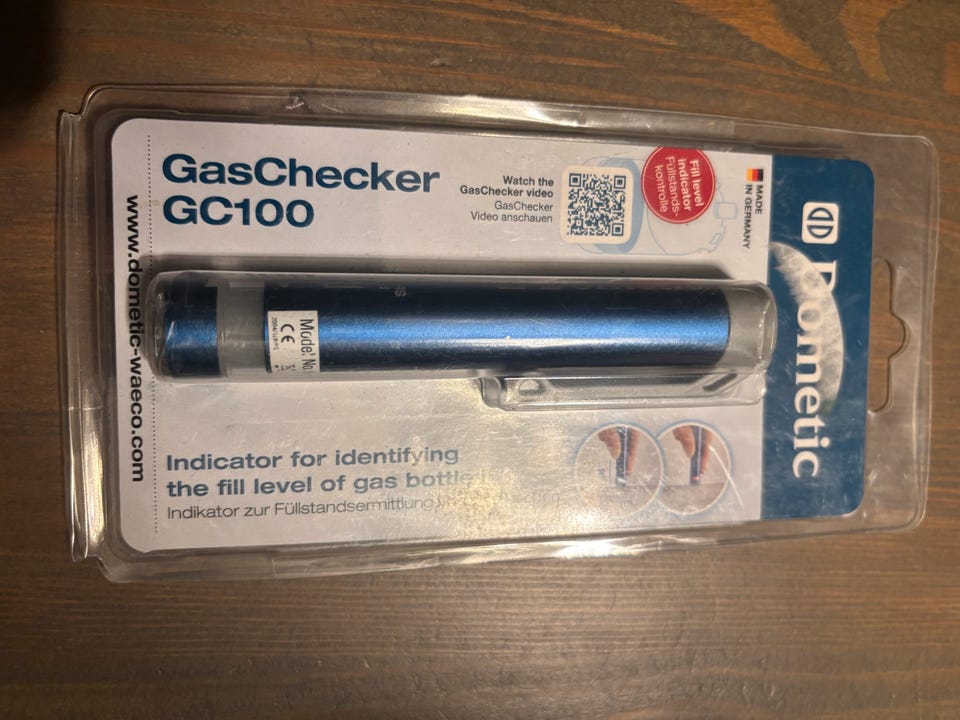 GasChecker
GC100
Watch the
GasChecker video
GasChecker
Video anschauen
Fill level
indicator
Füllstands-
kontrolle
MADE
IN GERMANY
Dometic
www.dometic-waeco.com
Model No
CE
Indicator for identifying
the fill level of gas bottle
Indikator zur Füllstandsermittlung